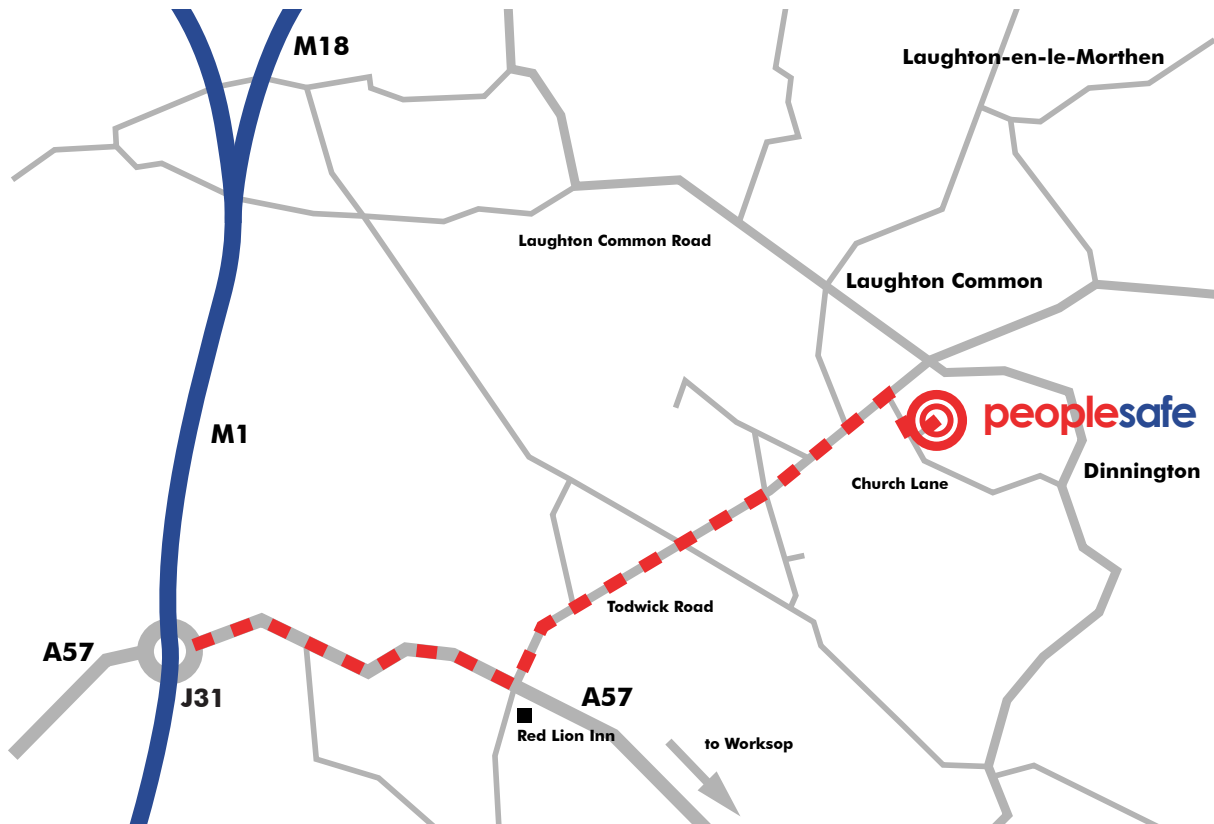 M18
Laughton-en-le-Morthen
Laughton Common Road
Laughton Common
peoplesafe
M1
Dinnington
Church Lane
Todwick Road
A57
J31
A57
Red Lion Inn
to Worksop